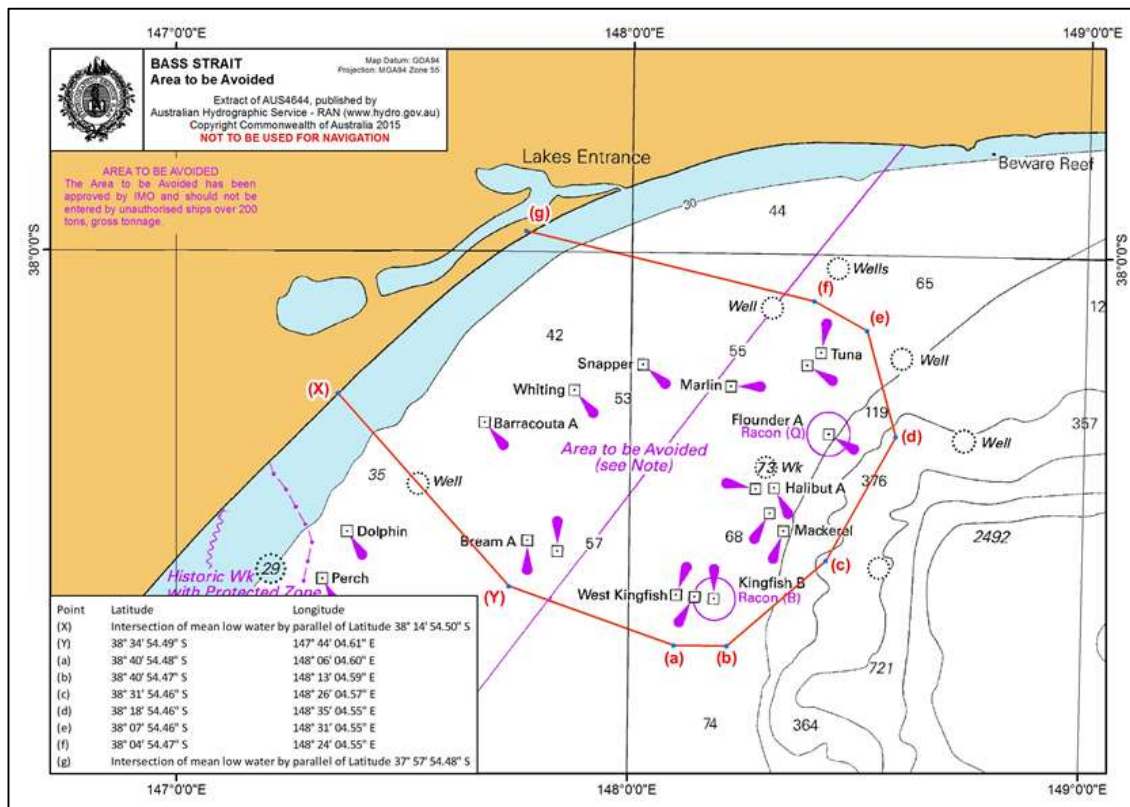 147°0'0"E
148°0'0"E
149°0'0"E
BASS STRAIT
Area to be Avoided
Map Datum: GDA94
Projection: MGA94 Zone 55
Extract of AUS4644, published by
Australian Hydrographic Service - RAN (www.hydro.gov.au)
Copyright Commonwealth of Australia 2015
NOT TO BE USED FOR NAVIGATION
AREA TO BE AVOIDED
The Area to be Avoided has been
approved by IMO and should not be
entered by unauthorised ships over 200
tons, gross tonnage.
Lakes Entrance
Beware Reef
30
44
(g)
38°0'0"S
38°0'0"S
Wells
65
(f)
Well
12
(e)
42
55
Tuna
Well
Snapper
Marlin
(X)
Whiting
53
119
Flounder A
Racon (Q)
357
Barracouta A
(d)
Well
Area to be Avoided
(see Note)
73 Wk
35
Well
376
Halibut A
Dolphin
Bream A
57
68
Mackerel
2492
29
Historic Wk
with Protected Zone
Perch
(c)
(Y)
West Kingfish
Kingfish B
Racon (B)
(a)
(b)
721
74
364
Point Latitude Longitude
(X) Intersection of mean low water by parallel of Latitude 38° 14' 54.50" S
(Y) 38° 34' 54.49" S 147° 44' 04.61" E
(a) 38° 40' 54.48" S 148° 06' 04.60" E
(b) 38° 40' 54.47" S 148° 13' 04.59" E
(c) 38° 31' 54.46" S 148° 26' 04.57" E
(d) 38° 18' 54.46" S 148° 35' 04.55" E
(e) 38° 07' 54.46" S 148° 31' 04.55" E
(f) 38° 04' 54.47" S 148° 24' 04.55" E
(g) Intersection of mean low water by parallel of Latitude 37° 57' 54.48" S
147°0'0"E
148°0'0"E
149°0'0"E